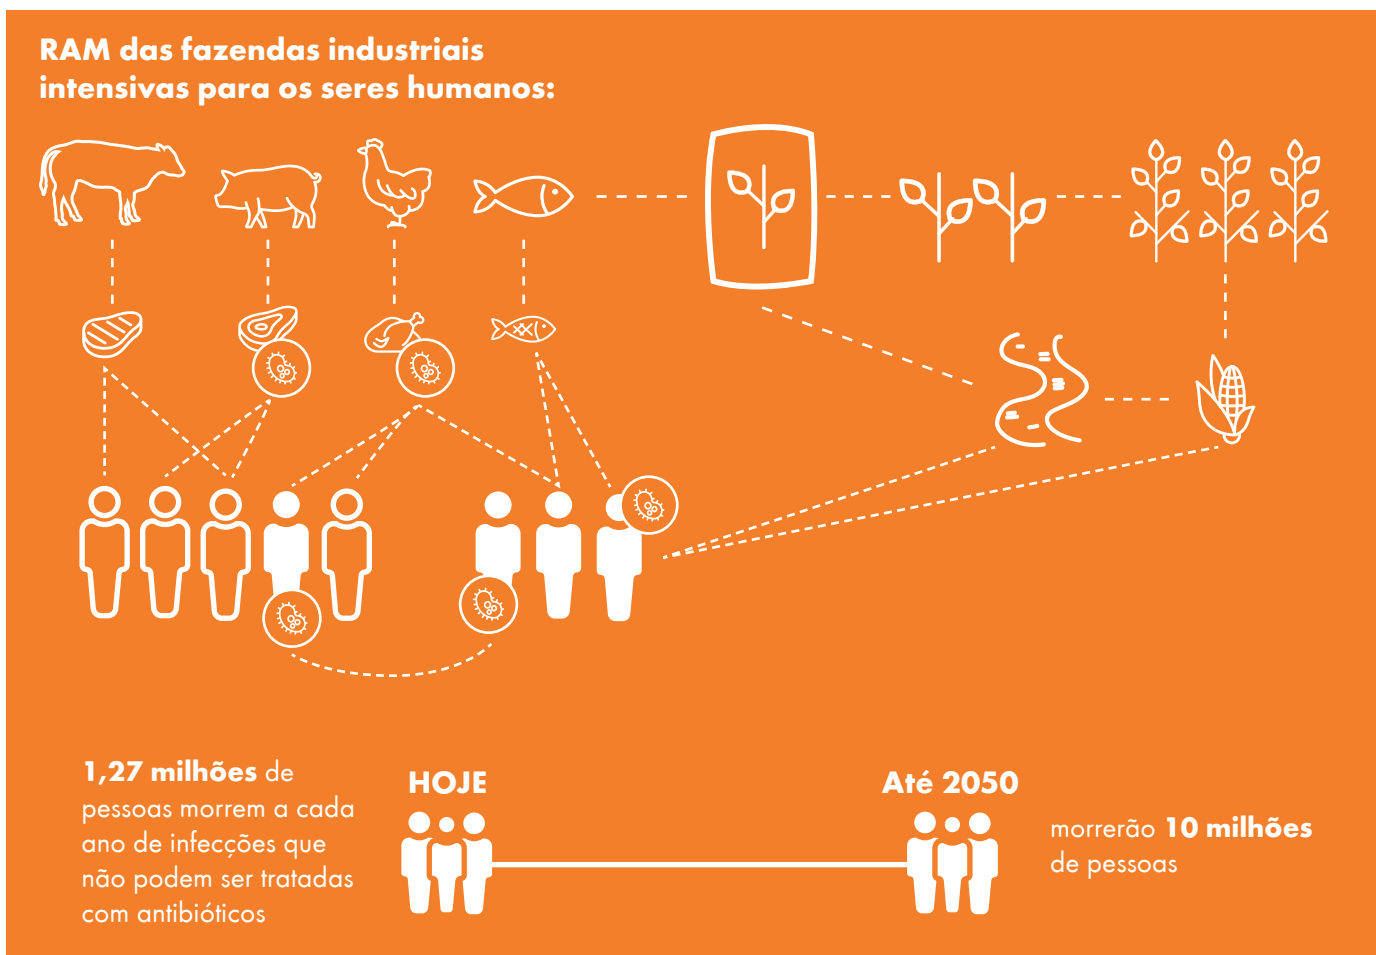 RAM das fazendas industriais
intensivas para os seres humanos:
1,27 milhões de
pessoas morrem a cada
ano de infecções que
não podem ser tratadas
com antibióticos
HOJE
Até 2050
morrerão 10 milhões
de pessoas